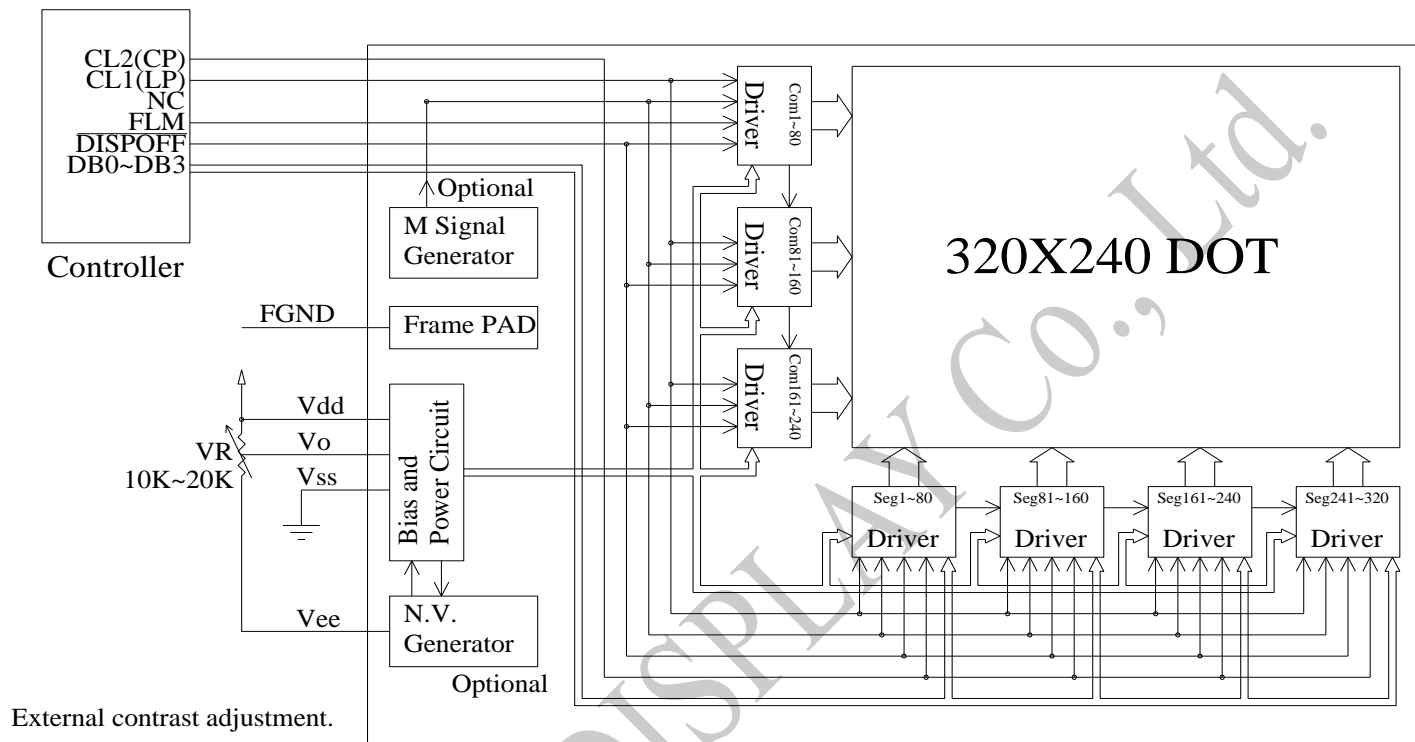 CL2(CP)
CL1(LP)
NC
FLM
DISPOFF
DB0~DB3
Controller
Optional
M Signal
Generator
FGND
Frame PAD
Vdd
Vo
VR
10K~20K
Vss
Bias and
Power Circuit
Vee
N.V.
Generator
Optional
External contrast adjustment.
Driver
Com1~80
Driver
Com81~160
Driver
Com161~240
320X240 DOT
Seg1~80
Driver
Seg81~160
Driver
Seg161~240
Driver
Seg241~320
Driver
DISPLAY Co., Ltd.